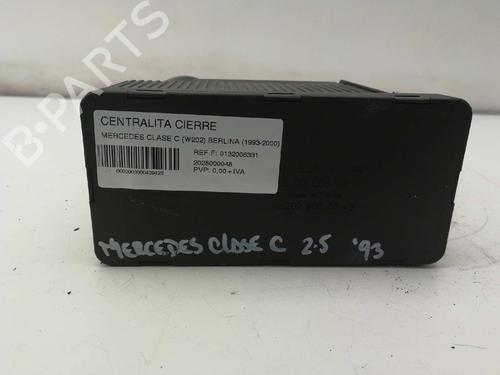 B-PARTS
CENTRALITA CIERRE
MERCEDES CLASE C (W202) BERLINA (1993-2000)
REF.F: 0132006331
2028000048
PVP: 0,00 + IVA
MERCEDES CLASE C 2.5 '93